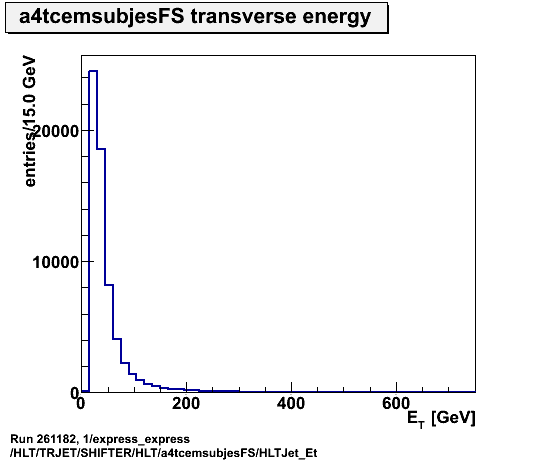 a4tcemsubjesFS transverse energy
entries/15.0 GeV
20000
10000
0
0 200 400 600
E_T [GeV]
Run 261182, 1/express_express
/HLT/TRJET/SHIFTER/HLT/a4tcemsubjesFS/HLTJet_Et